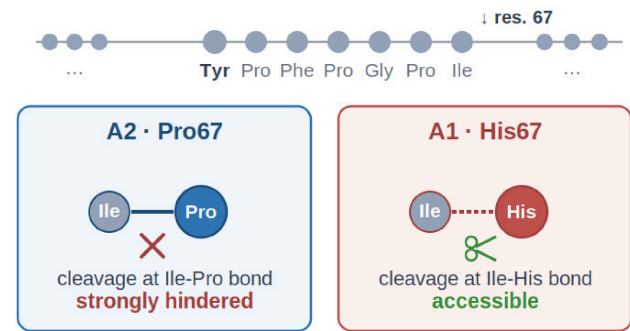 ↓ res. 67
... Tyr Pro Phe Pro Gly Pro Ile ...
A2 · Pro67
Ile Pro
cleavage at Ile-Pro bond
strongly hindered
A1 · His67
Ile His
cleavage at Ile-His bond
accessible